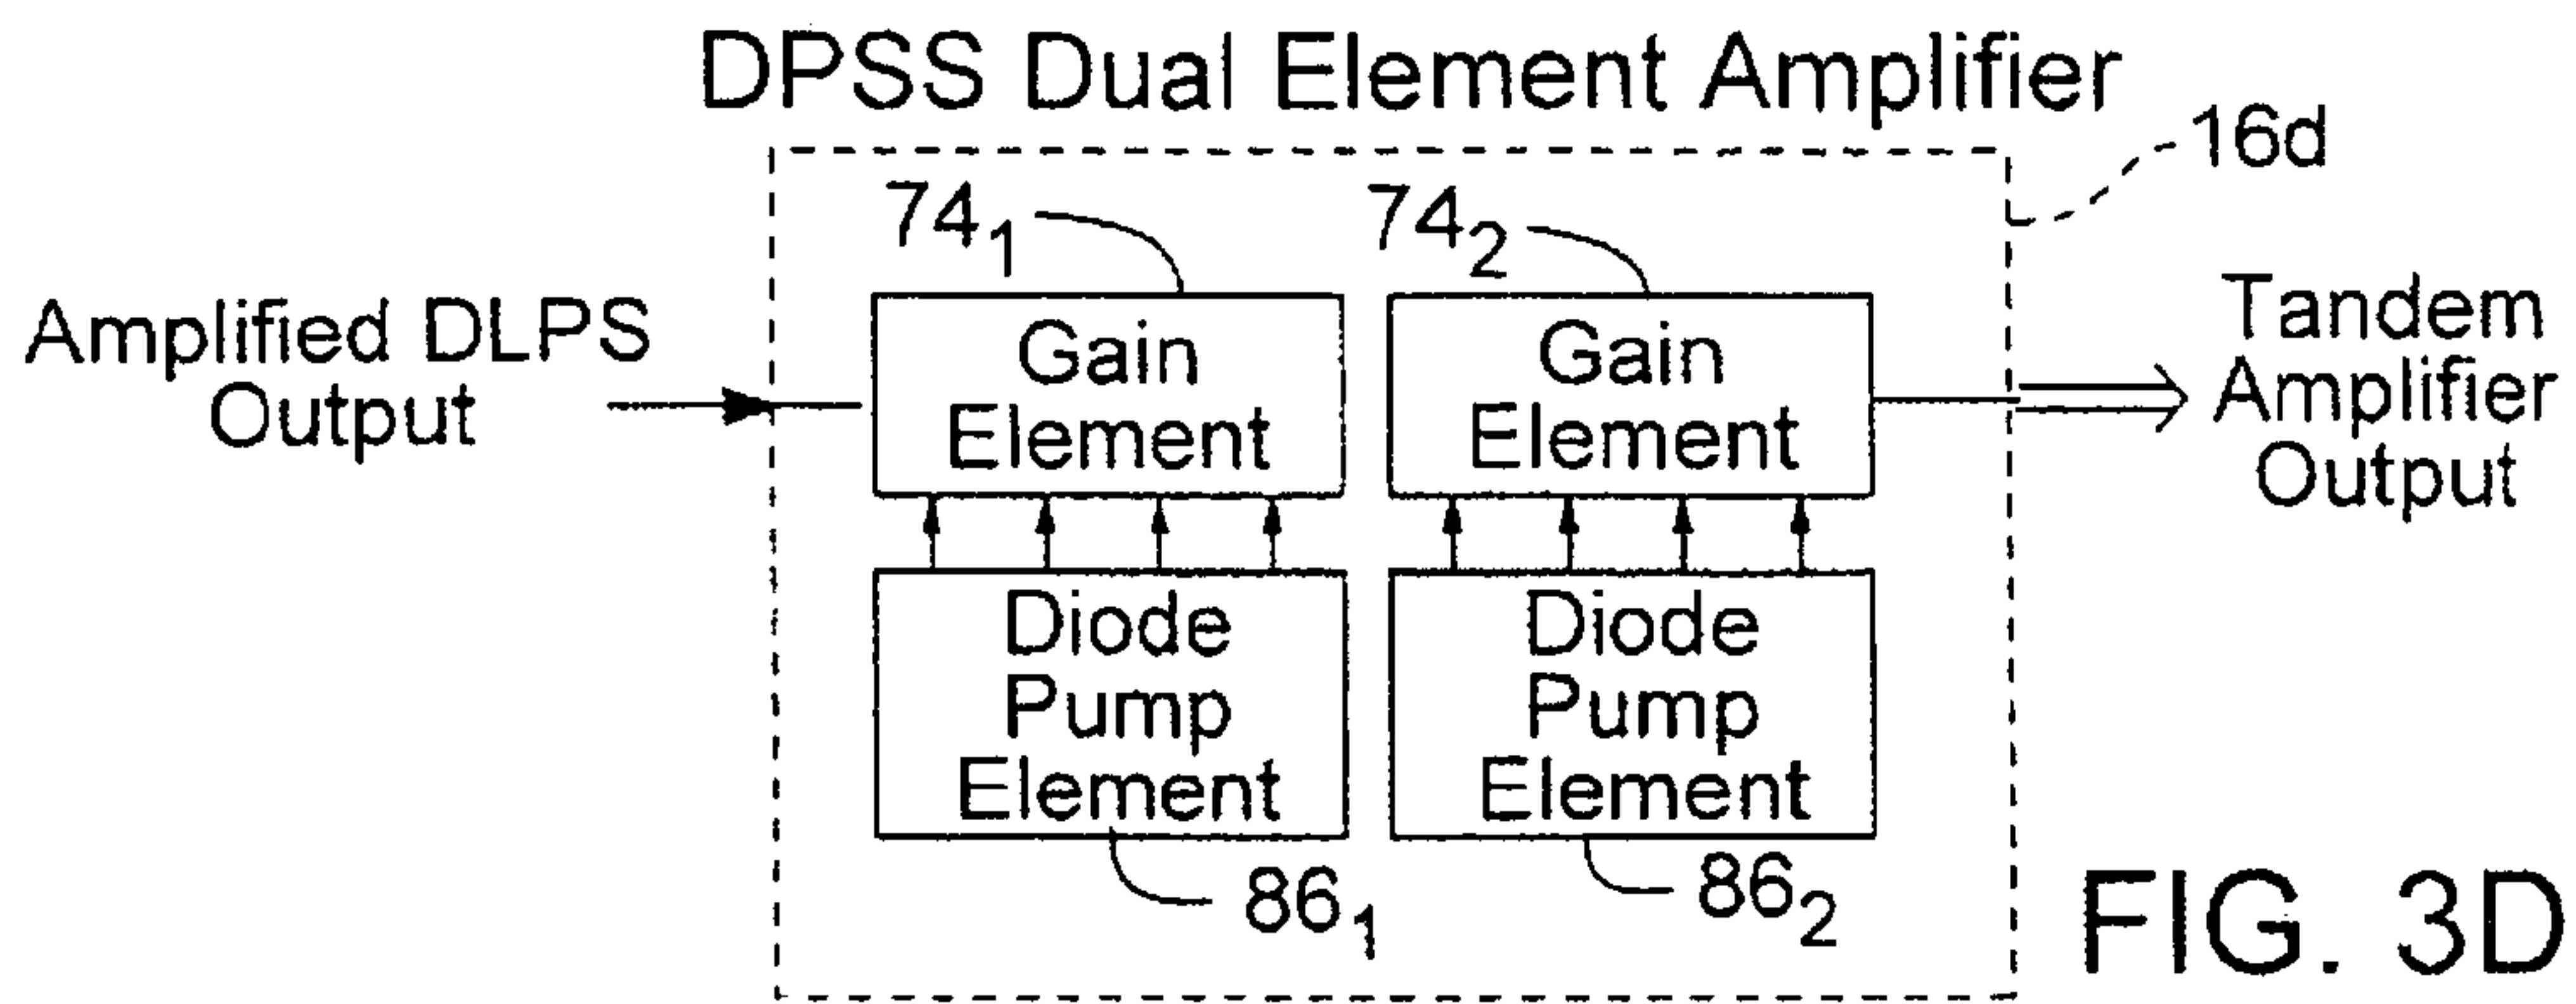 DPSS Dual Element Amplifier
16d
74₁
74₂
Amplified DLPS
Output
Gain
Element
Gain
Element
Tandem
Amplifier
Output
Diode
Pump
Element
Diode
Pump
Element
86₁
86₂
FIG. 3D